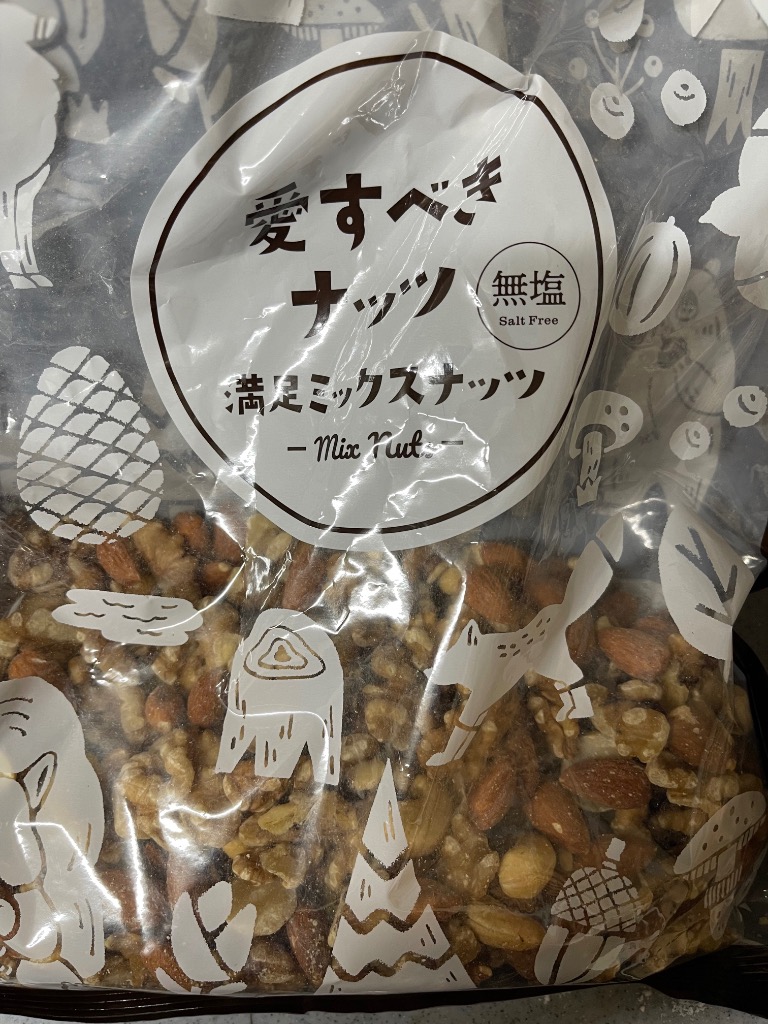 愛すべき
ナッツ
無塩
Salt Free
満足ミックスナッツ
Mix Nuts